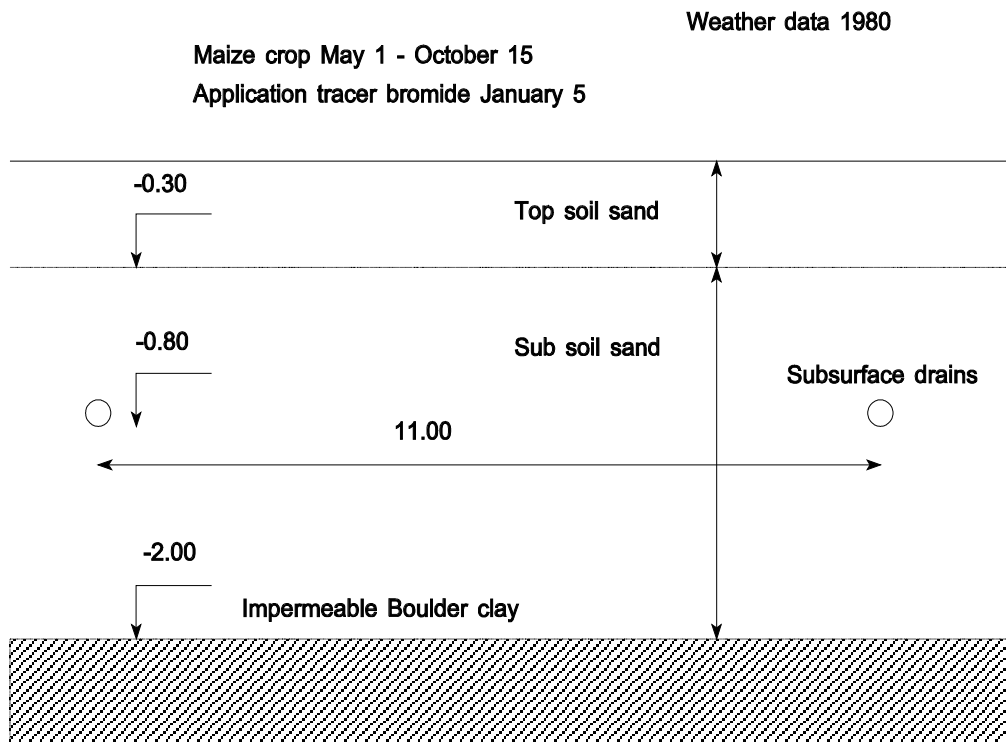 Weather data 1980
Maize crop May 1 - October 15
Application tracer bromide January 5
-0.30
Top soil sand
-0.80
Sub soil sand
Subsurface drains
11.00
-2.00
Impermeable Boulder clay